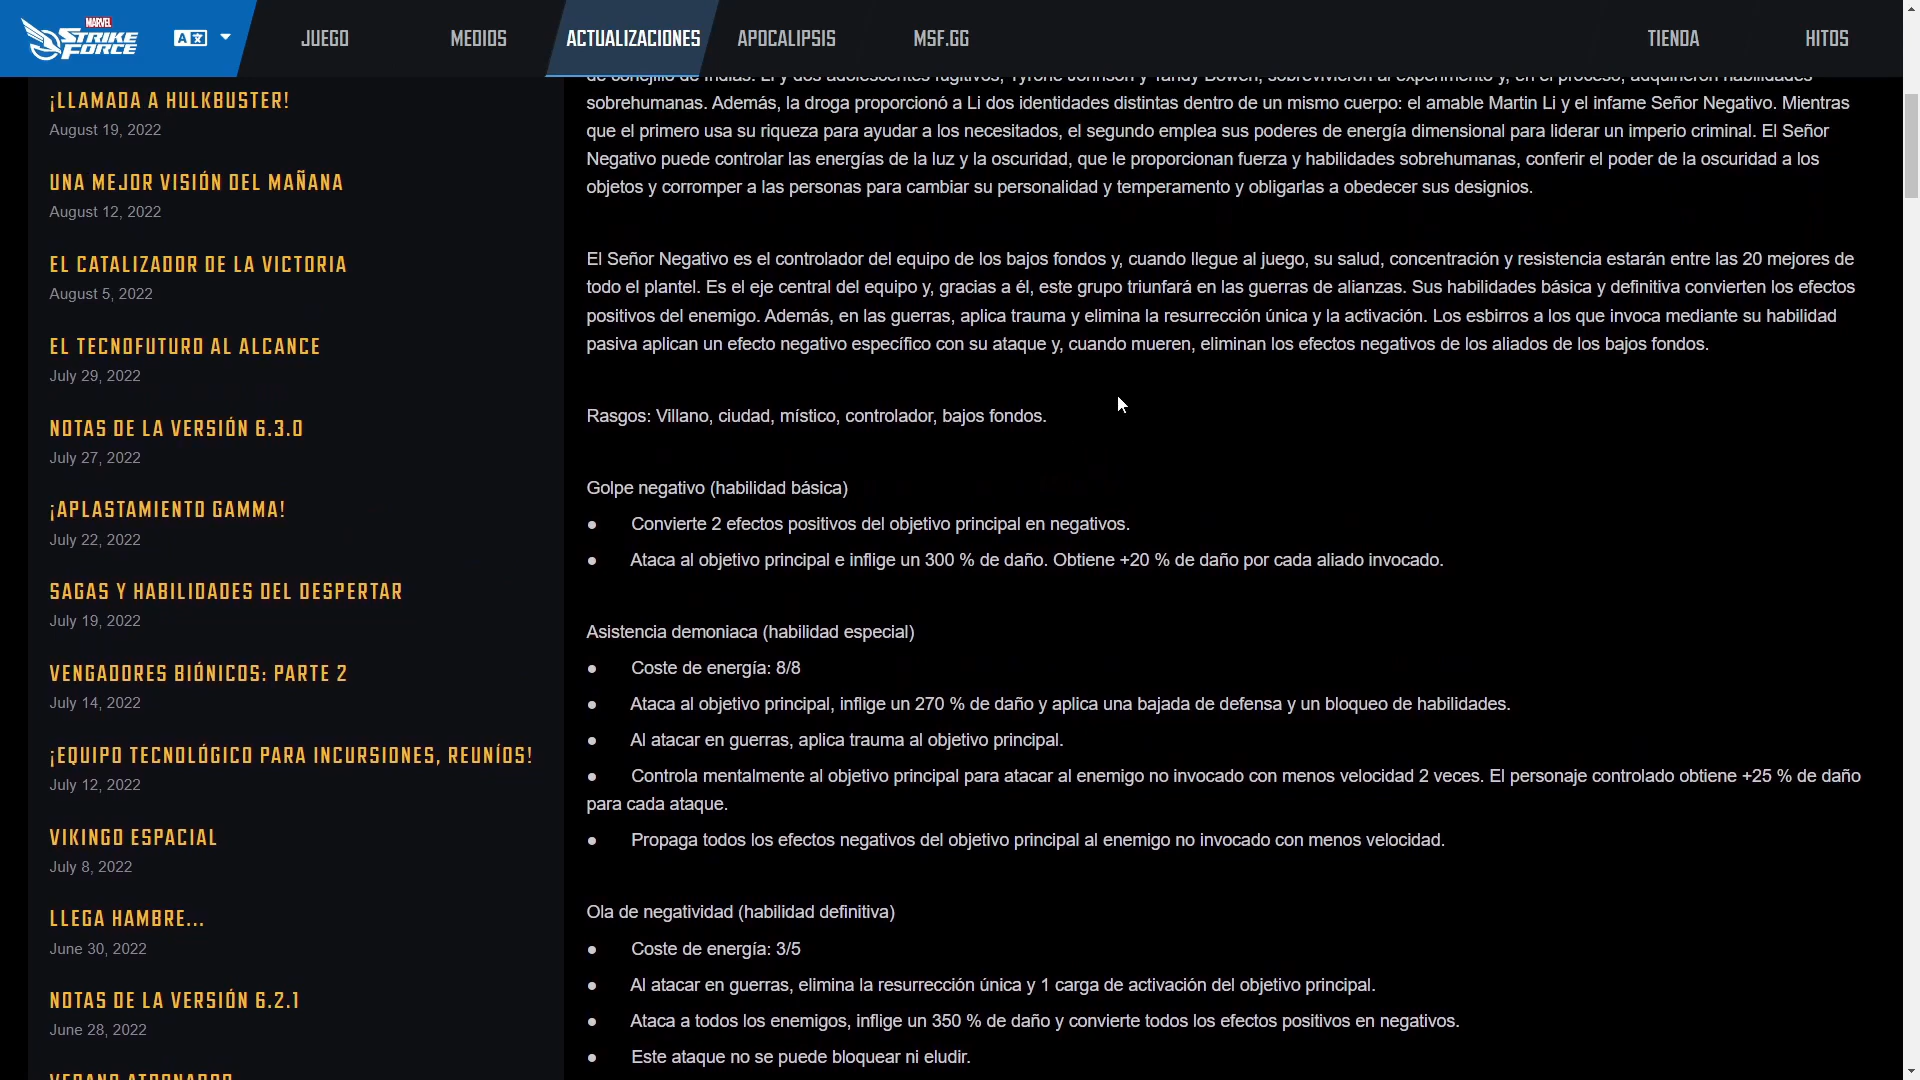 MARVEL
STRIKE
FORCE
JUEGO
MEDIOS
ACTUALIZACIONES
APOCALIPSIS
MSF.GG
TIENDA
HITOS
¡LLAMADA A HULKBUSTER!
August 19, 2022
UNA MEJOR VISIÓN DEL MAÑANA
August 12, 2022
EL CATALIZADOR DE LA VICTORIA
August 5, 2022
EL TECNOFUTURO AL ALCANCE
July 29, 2022
NOTAS DE LA VERSIÓN 6.3.0
July 27, 2022
¡APLASTAMIENTO GAMMA!
July 22, 2022
SAGAS Y HABILIDADES DEL DESPERTAR
July 19, 2022
VENGADORES BIÓNICOS: PARTE 2
July 14, 2022
¡EQUIPO TECNOLÓGICO PARA INCURSIONES, REUNÍOS!
July 12, 2022
VIKINGO ESPACIAL
July 8, 2022
LLEGA HAMBRE...
June 30, 2022
NOTAS DE LA VERSIÓN 6.2.1
June 28, 2022
VERANO ATRONADOR
de conejillo de Indias. Li y dos adolescentes fugitivos, Tyrone Johnson y Tandy Bowen, sobrevivieron al experimento y, en el proceso, adquirieron habilidades
sobrehumanas. Además, la droga proporcionó a Li dos identidades distintas dentro de un mismo cuerpo: el amable Martin Li y el infame Señor Negativo. Mientras
que el primero usa su riqueza para ayudar a los necesitados, el segundo emplea sus poderes de energía dimensional para liderar un imperio criminal. El Señor
Negativo puede controlar las energías de la luz y la oscuridad, que le proporcionan fuerza y habilidades sobrehumanas, conferir el poder de la oscuridad a los
objetos y corromper a las personas para cambiar su personalidad y temperamento y obligarlas a obedecer sus designios.
El Señor Negativo es el controlador del equipo de los bajos fondos y, cuando llegue al juego, su salud, concentración y resistencia estarán entre las 20 mejores de
todo el plantel. Es el eje central del equipo y, gracias a él, este grupo triunfará en las guerras de alianzas. Sus habilidades básica y definitiva convierten los efectos
positivos del enemigo. Además, en las guerras, aplica trauma y elimina la resurrección única y la activación. Los esbirros a los que invoca mediante su habilidad
pasiva aplican un efecto negativo específico con su ataque y, cuando mueren, eliminan los efectos negativos de los aliados de los bajos fondos.
Rasgos: Villano, ciudad, místico, controlador, bajos fondos.
Golpe negativo (habilidad básica)
● Convierte 2 efectos positivos del objetivo principal en negativos.
● Ataca al objetivo principal e inflige un 300 % de daño. Obtiene +20 % de daño por cada aliado invocado.
Asistencia demoniaca (habilidad especial)
● Coste de energía: 8/8
● Ataca al objetivo principal, inflige un 270 % de daño y aplica una bajada de defensa y un bloqueo de habilidades.
● Al atacar en guerras, aplica trauma al objetivo principal.
● Controla mentalmente al objetivo principal para atacar al enemigo no invocado con menos velocidad 2 veces. El personaje controlado obtiene +25 % de daño
para cada ataque.
● Propaga todos los efectos negativos del objetivo principal al enemigo no invocado con menos velocidad.
Ola de negatividad (habilidad definitiva)
● Coste de energía: 3/5
● Al atacar en guerras, elimina la resurrección única y 1 carga de activación del objetivo principal.
● Ataca a todos los enemigos, inflige un 350 % de daño y convierte todos los efectos positivos en negativos.
● Este ataque no se puede bloquear ni eludir.